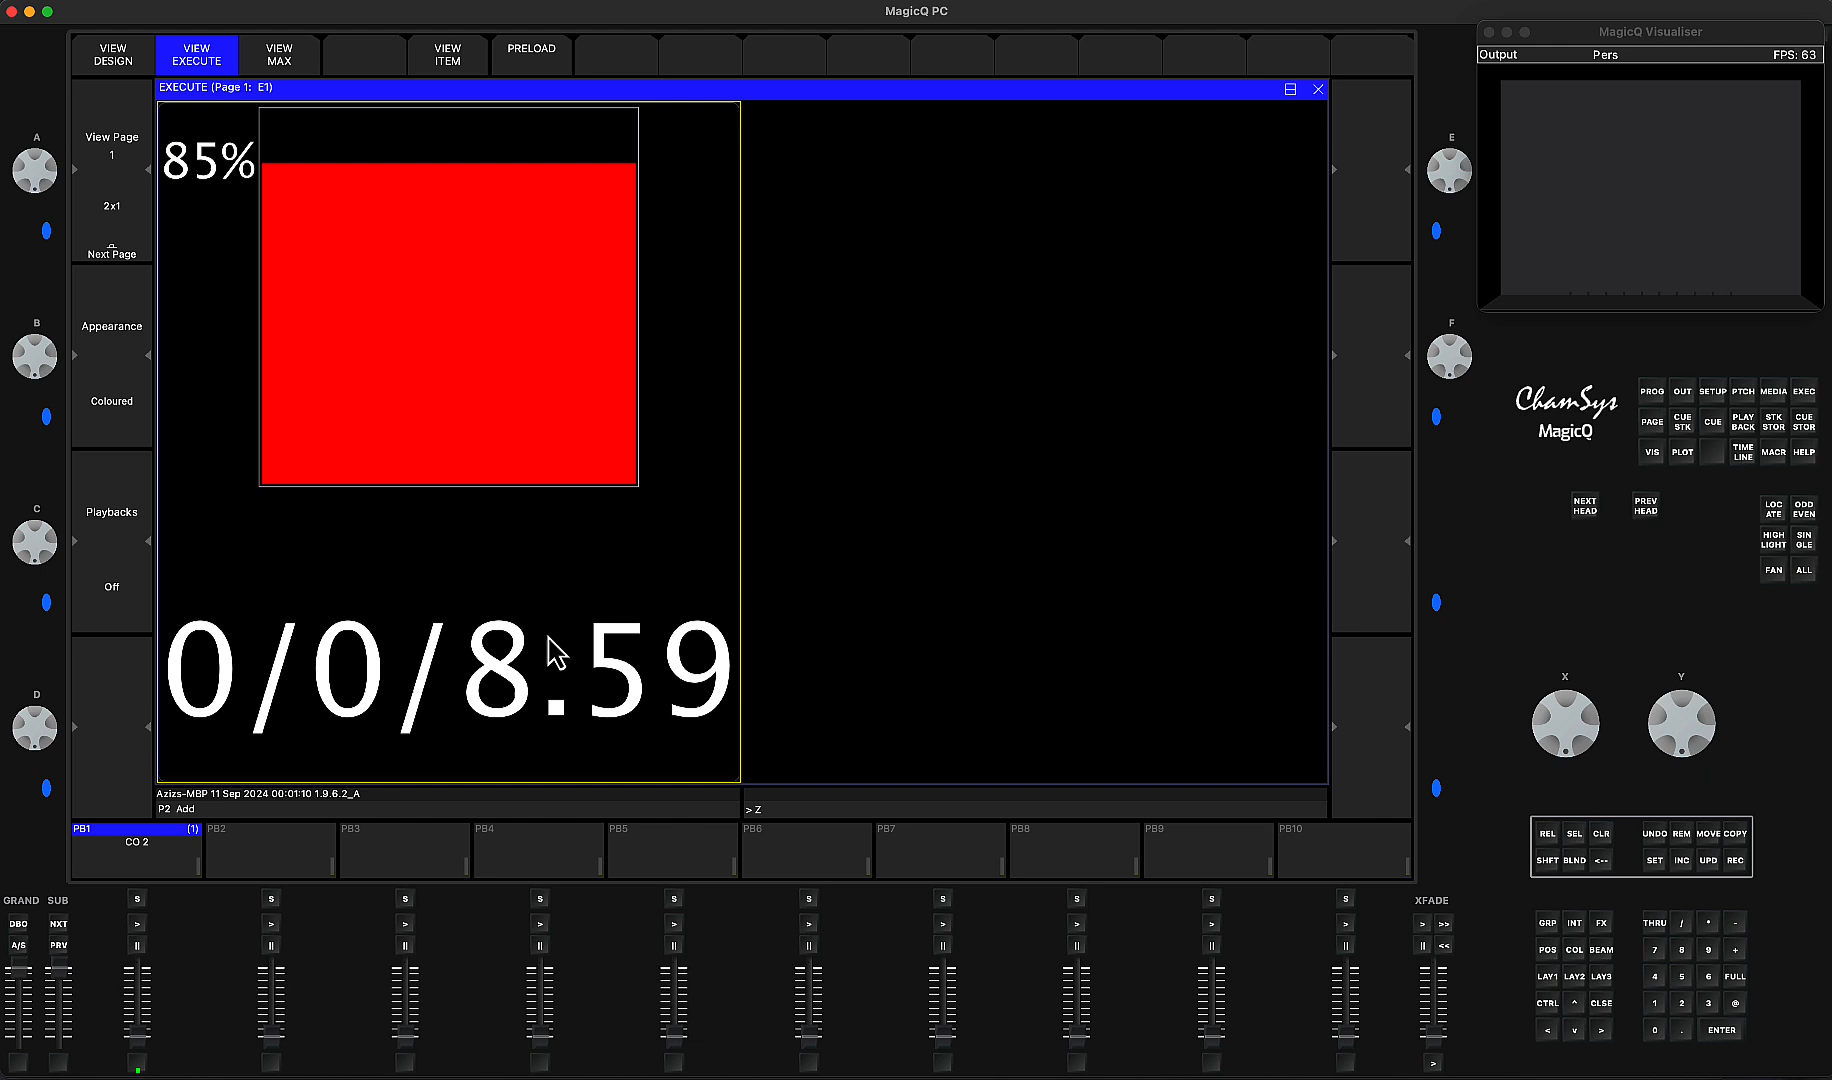 MagicQ PC
VIEW DESIGN
VIEW EXECUTE
VIEW MAX
VIEW ITEM
PRELOAD
MagicQ Visualiser
Output Pers FPS: 63
EXECUTE (Page 1: E1)
View Page
1
2x1
Next Page
85%
Appearance
Coloured
Playbacks
Off
0/0/8.59
Azizs-MBP 11 Sep 2024 00:01:10 1.9.6.2_A
P2 Add
> Z
PB1 (1) PB2 PB3 PB4 PB5 PB6 PB7 PB8 PB9 PB10
CO 2
A
B
C
D
E
F
ChamSys
MagicQ
PROG OUT SETUP PTCH MEDIA EXEC
PAGE CUE STK CUE PLAY BACK STK STOR CUE STOR
VIS PLOT TIME LINE MACR HELP
NEXT HEAD PREV HEAD
LOC ATE ODD EVEN
HIGH LIGHT SIN GLE
FAN ALL
X Y
REL SEL CLR UNDO REM MOVE COPY
SHFT BLND <-- SET INC UPD REC
GRAND SUB
DBO NXT
A/S PRV
S S S S S S S S S S
> > > > > > > > > >
|| || || || || || || || || ||
XFADE
> >>
|| <<
>
GRP INT FX THRU / * -
POS COL BEAM 7 8 9 +
LAY1 LAY2 LAY3 4 5 6 FULL
CTRL ^ CLSE 1 2 3 @
< v > 0 . ENTER